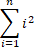 n
∑ i²
i=1